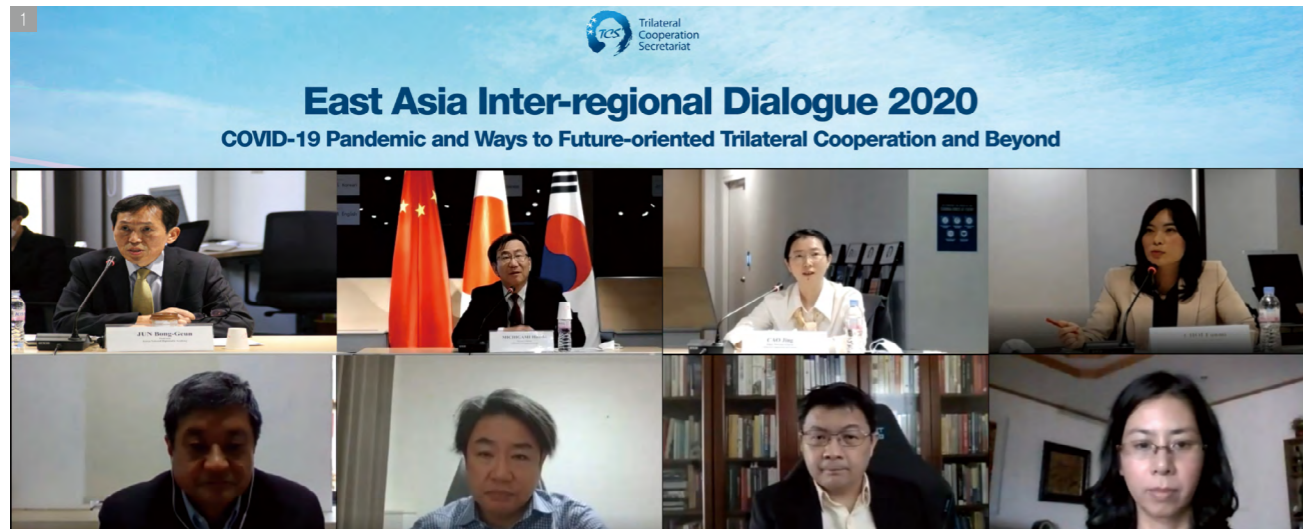 1
TCS
Trilateral
Cooperation
Secretariat
East Asia Inter-regional Dialogue 2020
COVID-19 Pandemic and Ways to Future-oriented Trilateral Cooperation and Beyond
English
JUN Bong-Geun
CAO Jing